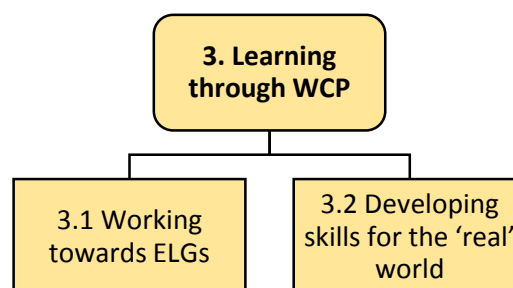 3. Learning
through WCP
3.1 Working
towards ELGs
3.2 Developing
skills for the ‘real’
world